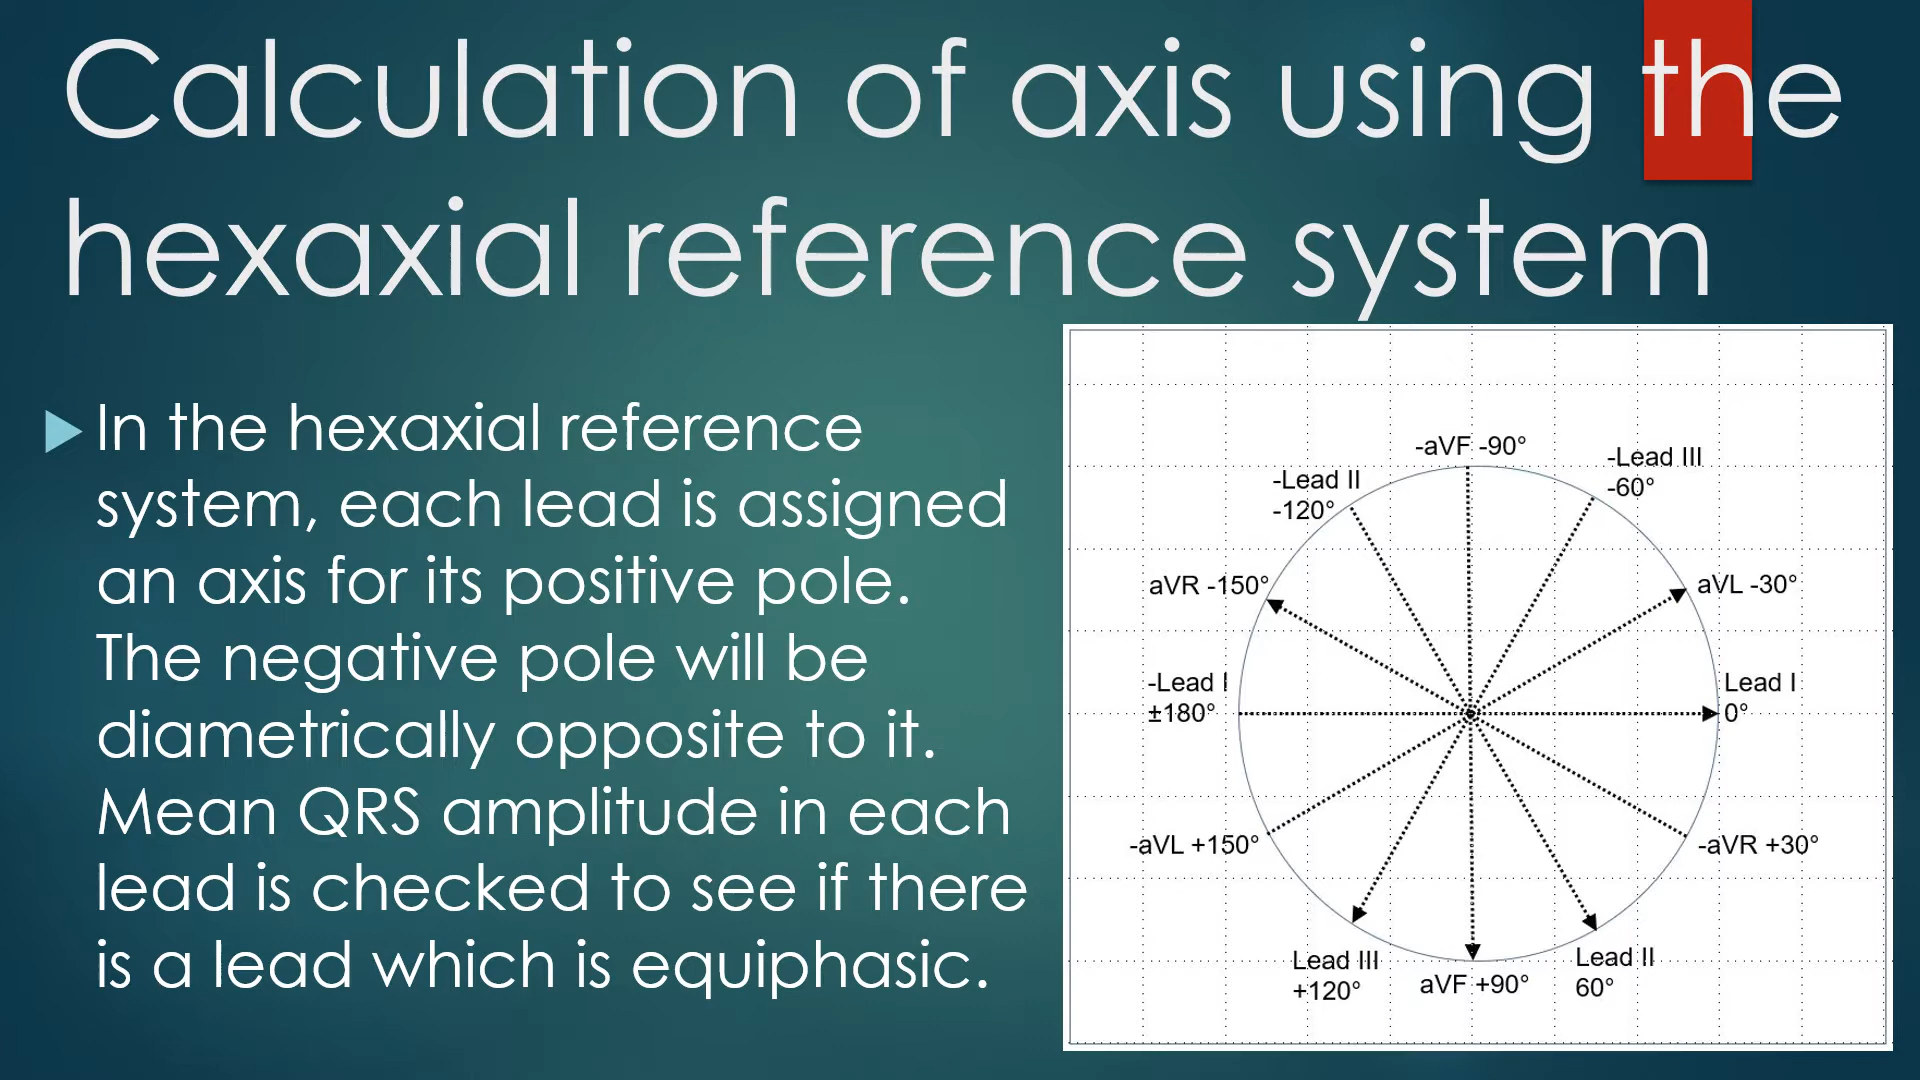 Calculation of axis using the
hexaxial reference system
In the hexaxial reference
system, each lead is assigned
an axis for its positive pole.
The negative pole will be
diametrically opposite to it.
Mean QRS amplitude in each
lead is checked to see if there
is a lead which is equiphasic.
-aVF -90°
-Lead III
-60°
-Lead II
-120°
aVR -150°
aVL -30°
-Lead I
±180°
Lead I
0°
-aVL +150°
-aVR +30°
Lead III
+120°
aVF +90°
Lead II
60°